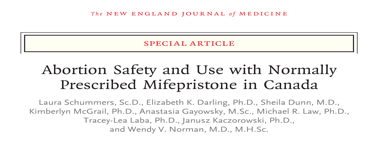 The NEW ENGLAND JOURNAL of MEDICINE
SPECIAL ARTICLE
Abortion Safety and Use with Normally
Prescribed Mifepristone in Canada
Laura Schummers, Sc.D., Elizabeth K. Darling, Ph.D., Sheila Dunn, M.D.,
Kimberlyn McGrail, Ph.D., Anastasia Gayowsky, M.Sc., Michael R. Law, Ph.D.,
Tracey-Lea Laba, Ph.D., Janusz Kaczorowski, Ph.D.,
and Wendy V. Norman, M.D., M.H.Sc.